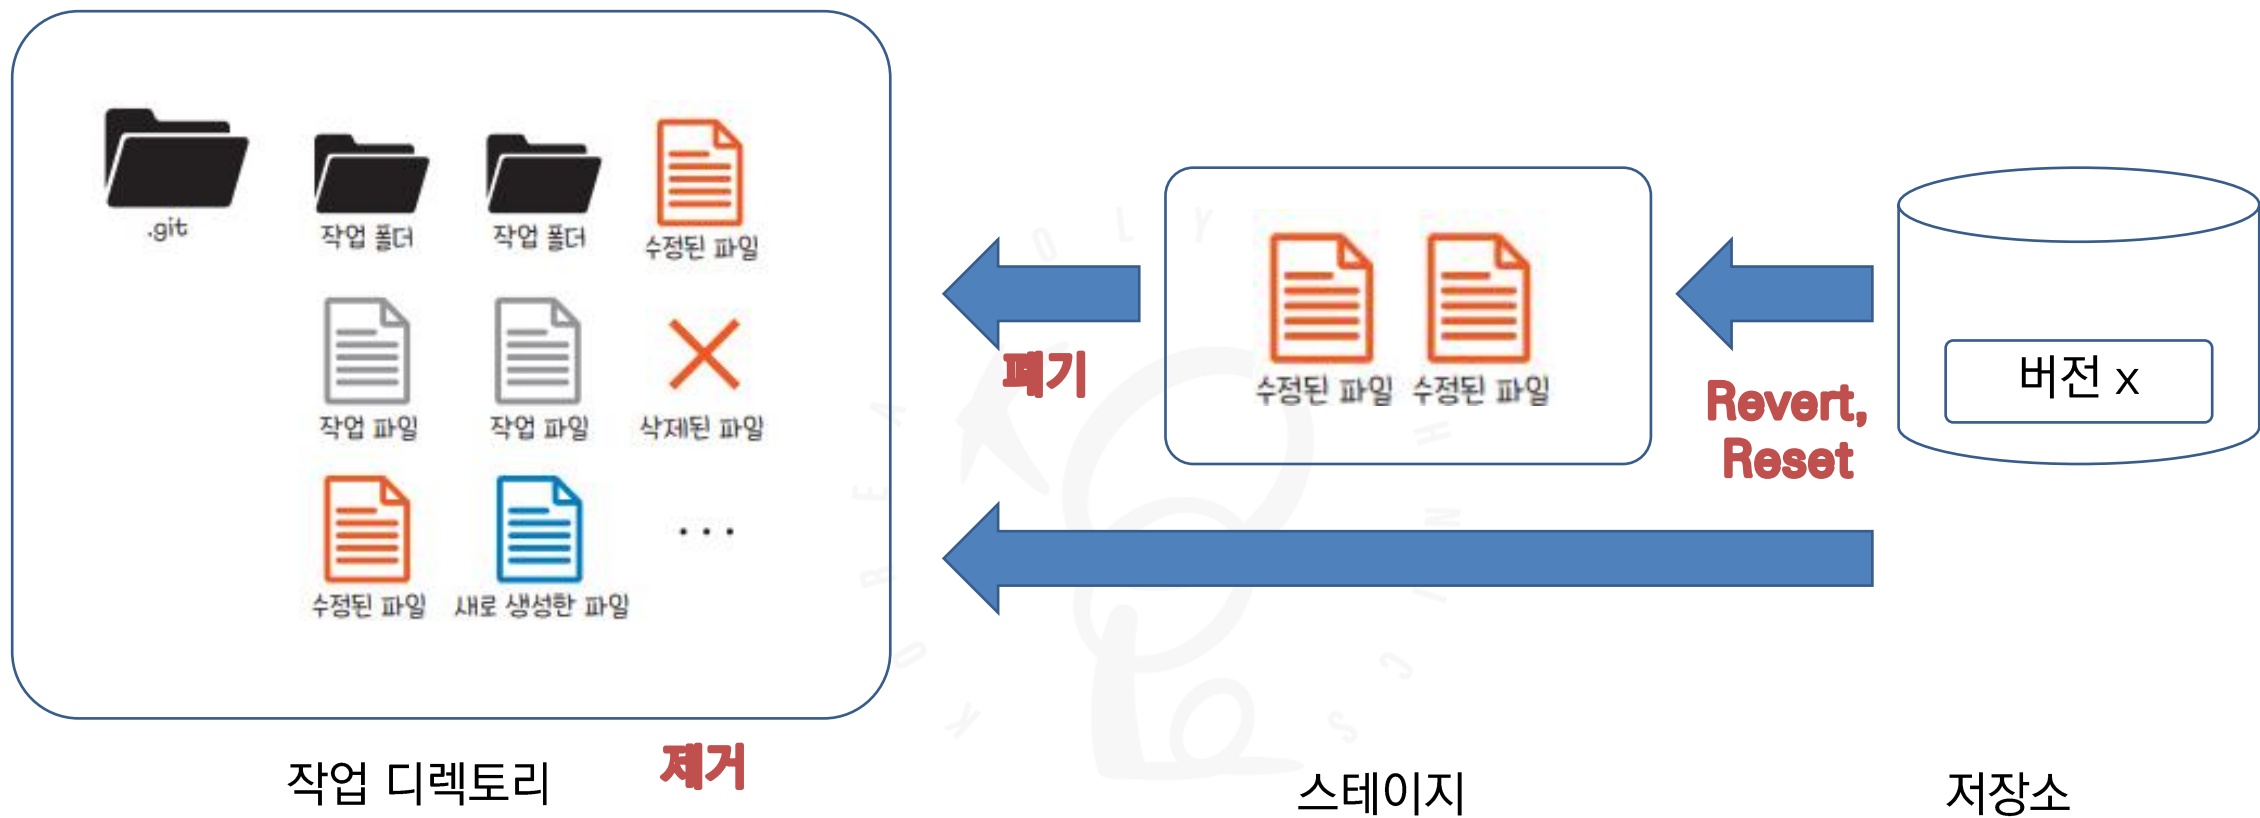 .git
작업 폴더
작업 폴더
수정된 파일
작업 파일
작업 파일
삭제된 파일
수정된 파일
새로 생성한 파일
...
작업 디렉토리
제거
폐기
수정된 파일
수정된 파일
스테이지
Revert,
Reset
버전 x
저장소
KOREA POLYTECHNICS